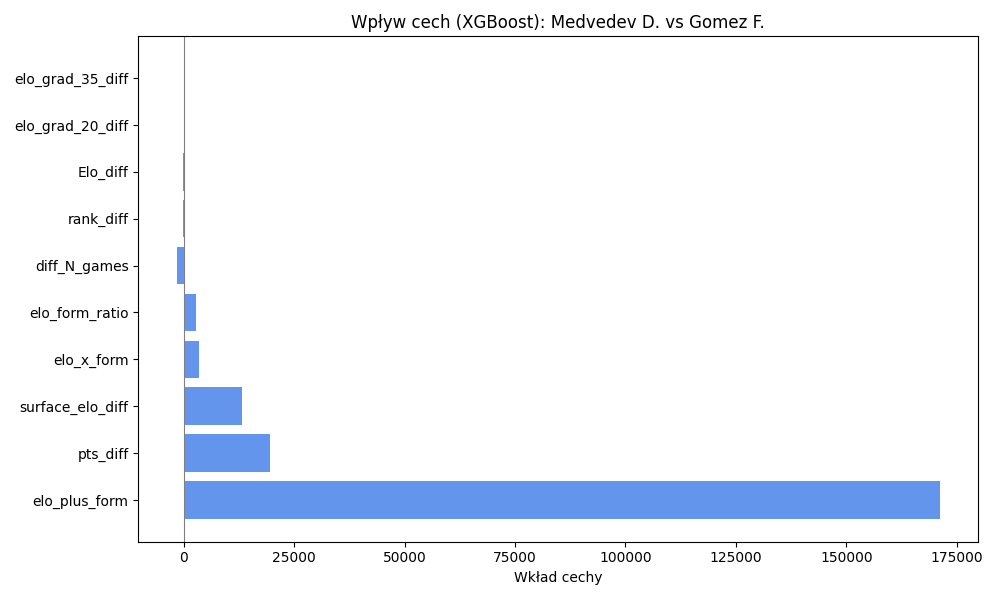 Wpływ cech (XGBoost): Medvedev D. vs Gomez F.
elo_grad_35_diff
elo_grad_20_diff
Elo_diff
rank_diff
diff_N_games
elo_form_ratio
elo_x_form
surface_elo_diff
pts_diff
elo_plus_form
0 25000 50000 75000 100000 125000 150000 175000
Wkład cechy